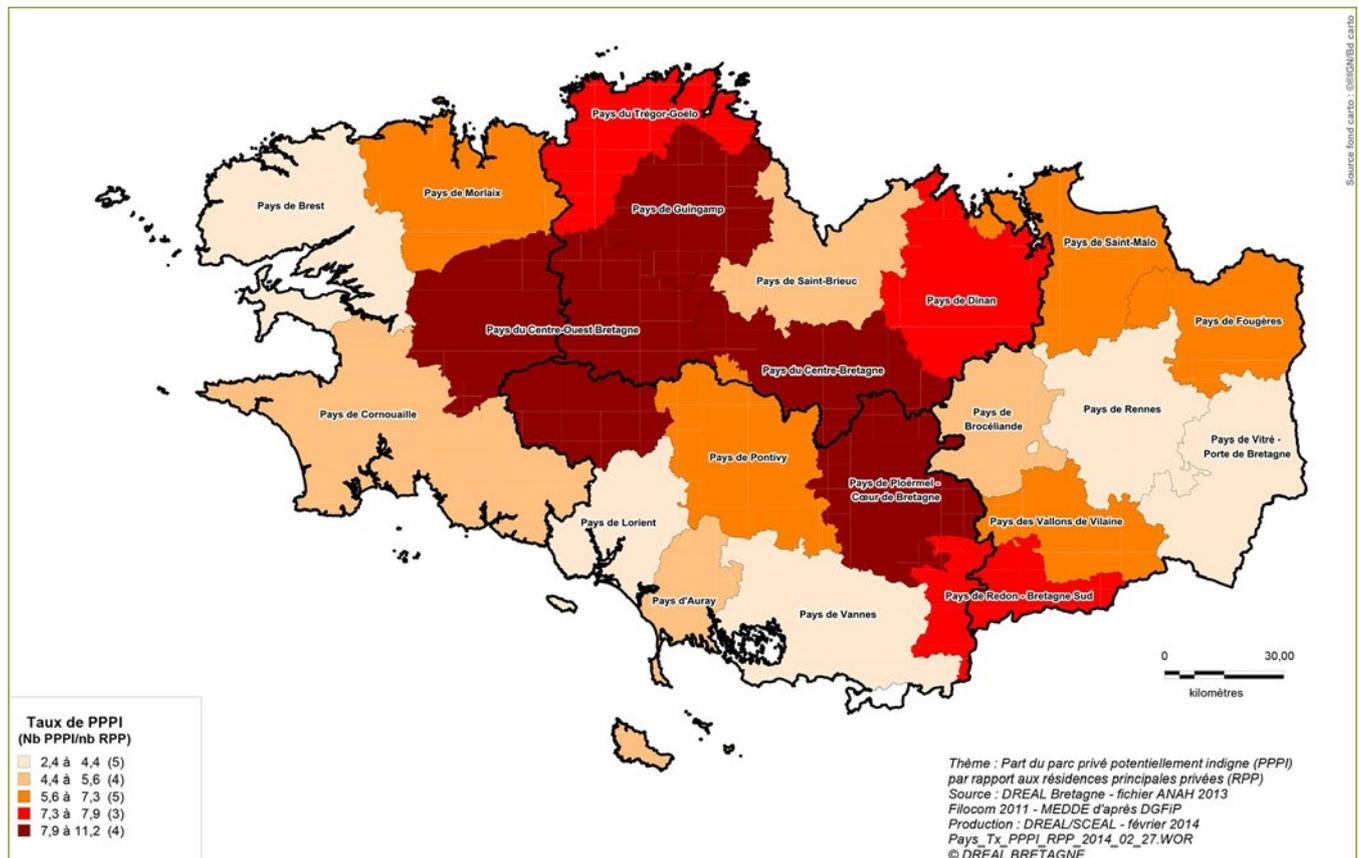 Source fond carto : ©®IGN/Bd carto
Pays du Trégor-Goëlo
Pays de Morlaix
Pays de Brest
Pays de Guingamp
Pays de Saint-Malo
Pays de Saint-Brieuc
Pays de Dinan
Pays de Fougères
Pays du Centre-Ouest Bretagne
Pays du Centre-Bretagne
Pays de Cornouaille
Pays de
Brocéliande
Pays de Rennes
Pays de Vitré -
Porte de Bretagne
Pays de Pontivy
Pays de Ploërmel -
Cœur de Bretagne
Pays de Lorient
Pays des Vallons de Vilaine
Pays d'Auray
Pays de Vannes
Pays de Redon - Bretagne Sud
0 30,00
kilomètres
Taux de PPPI
(Nb PPPI/nb RPP)
2,4 à 4,4 (5)
4,4 à 5,6 (4)
5,6 à 7,3 (5)
7,3 à 7,9 (3)
7,9 à 11,2 (4)
Thème : Part du parc privé potentiellement indigne (PPPI)
par rapport aux résidences principales privées (RPP)
Source : DREAL Bretagne - fichier ANAH 2013
Filocom 2011 - MEDDE d'après DGFiP
Production : DREAL/SCEAL - février 2014
Pays_Tx_PPPI_RPP_2014_02_27.WOR
© DREAL BRETAGNE